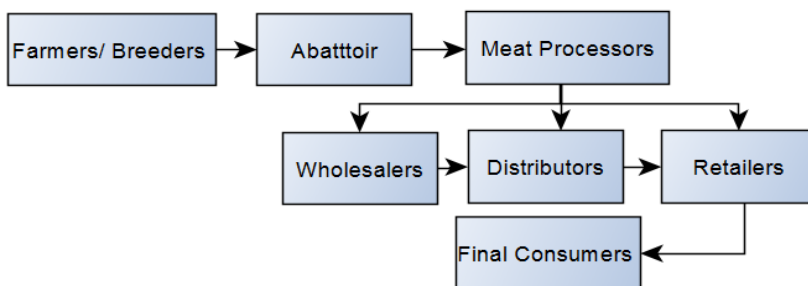 Farmers/ Breeders
Abatttoir
Meat Processors
Wholesalers
Distributors
Retailers
Final Consumers